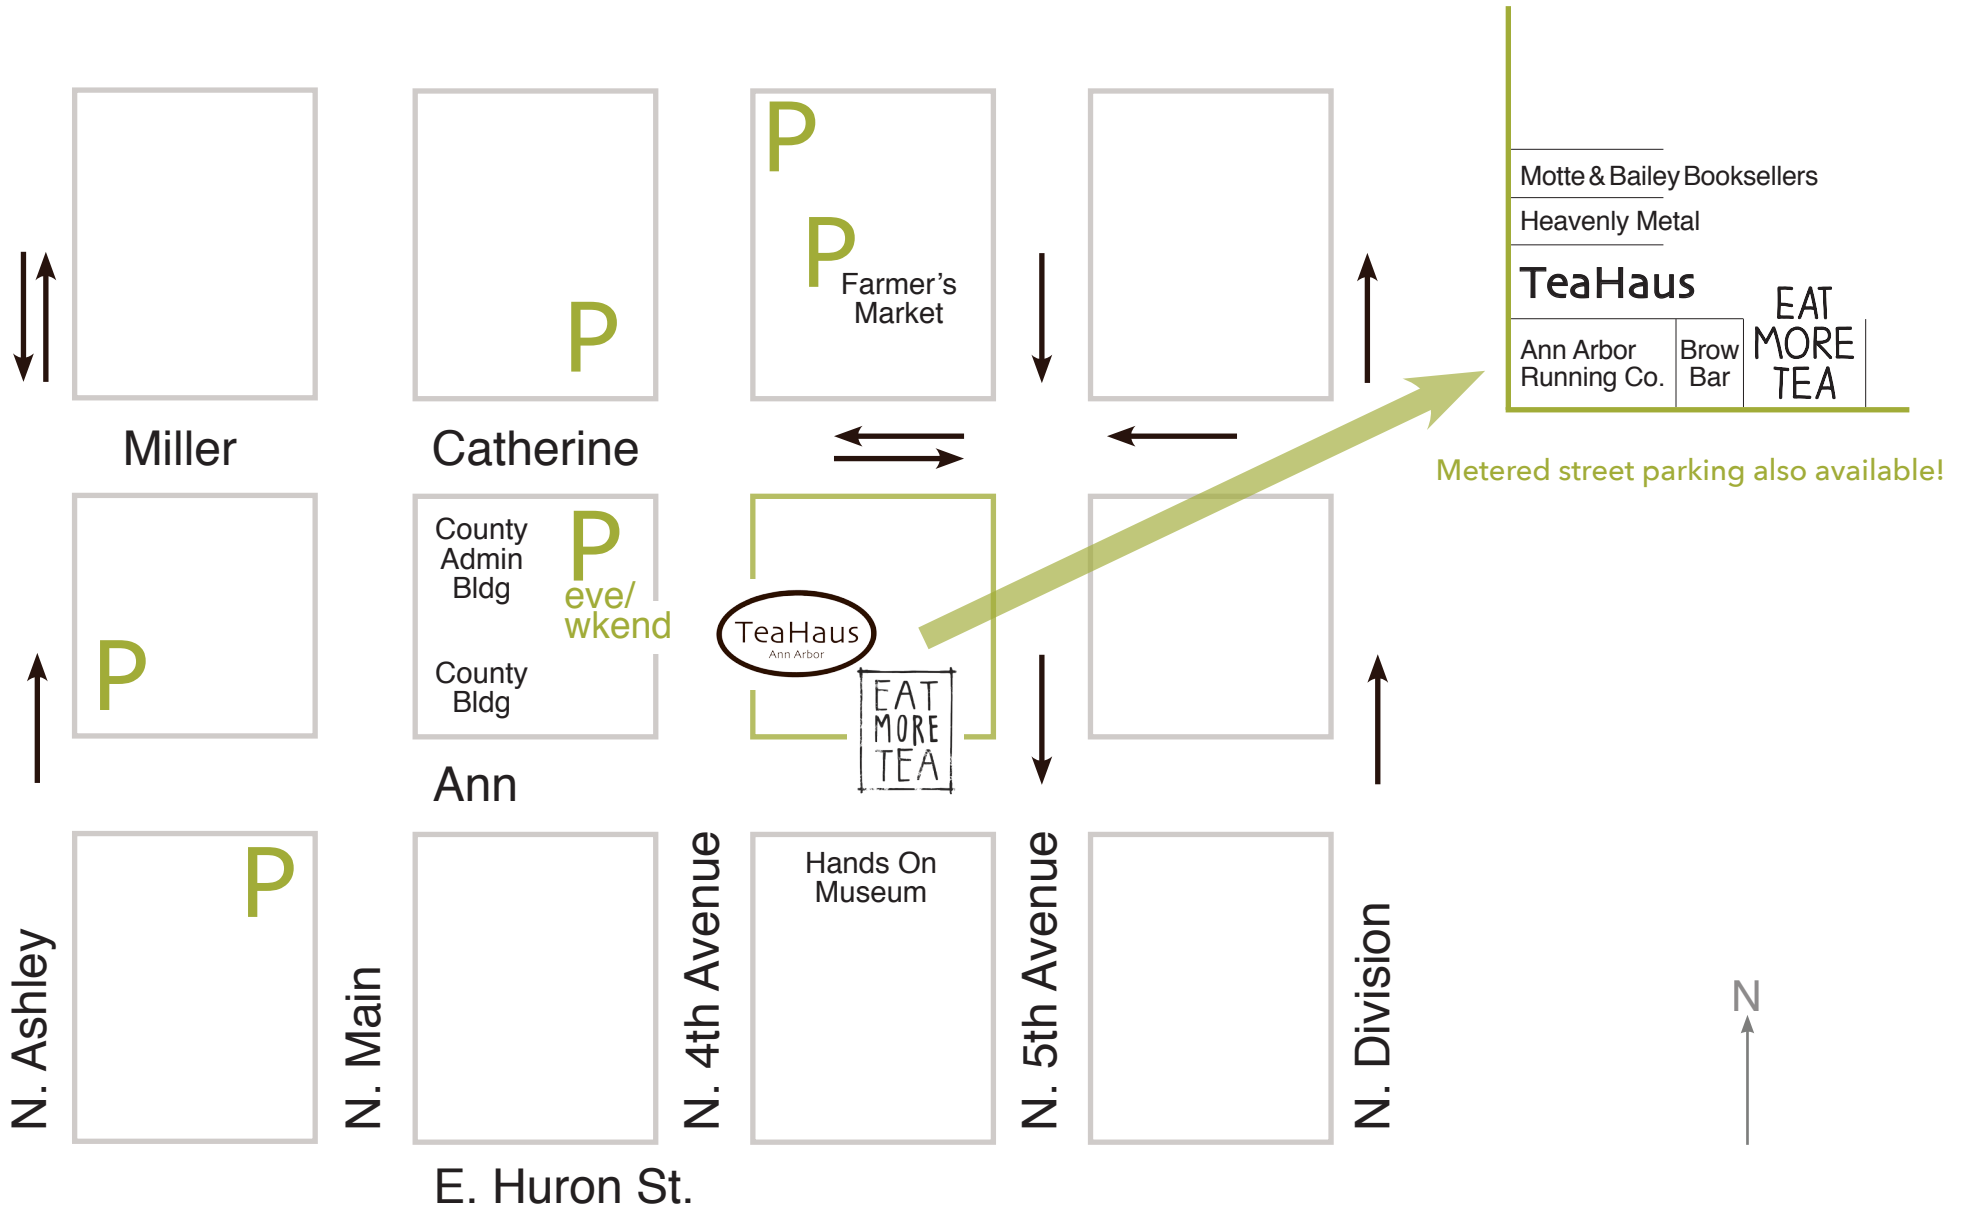 P
P
Farmer's
Market
P
Motte & Bailey Booksellers
Heavenly Metal
TeaHaus
Ann Arbor
Running Co.
Brow
Bar
EAT
MORE
TEA
Metered street parking also available!
Miller
Catherine
County
Admin
Bldg
P
eve/
wkend
County
Bldg
P
TeaHaus
Ann Arbor
EAT
MORE
TEA
Ann
P
Hands On
Museum
N. Ashley
N. Main
N. 4th Avenue
N. 5th Avenue
N. Division
N
E. Huron St.